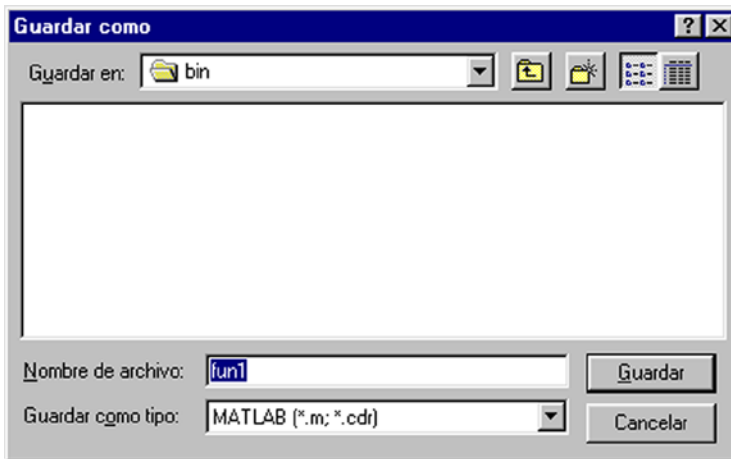 Guardar como
Guardar en: bin
Nombre de archivo: fun1 Guardar
Guardar como tipo: MATLAB (*.m; *.cdr) Cancelar